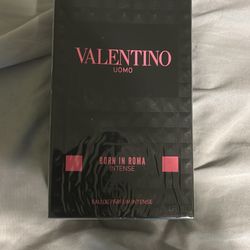 VALENTINO
UOMO
BORN IN ROMA
INTENSE
EAU DE PARFUM INTENSE